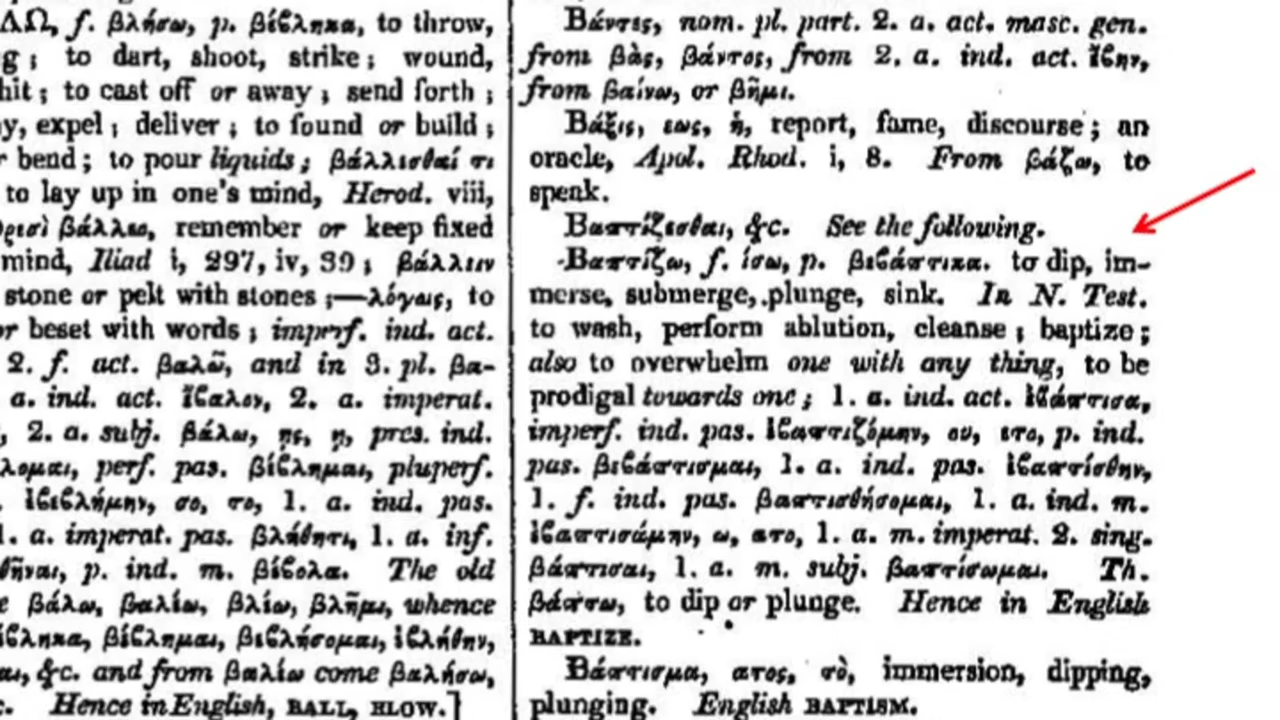 ΛΩ, f. βλήσω, p. βέβληκα, to throw,
g; to dart, shoot, strike; wound,
hit; to cast off or away; send forth;
y, expel; deliver; to found or build;
r bend; to pour liquids; βάλλεσθαί τι
to lay up in one's mind, Herod. viii,
φρεσὶ βάλλεο, remember or keep fixed
mind, Iliad i, 297, iv, 39; βάλλειν
stone or pelt with stones;—λόγοις, to
or beset with words; imprf. ind. act.
2. f. act. βαλῶ, and in 3. pl. βα-
a. ind. act. ἔβαλον, 2. a. imperat.
, 2. a. subj. βάλω, ῃς, ῃ, pres. ind.
λομαι, perf. pas. βέβλημαι, pluperf.
ἐβεβλήμην, σο, το, 1. a. ind. pas.
1. a. imperat. pas. βλήθητι, 1. a. inf.
θῆναι, p. ind. m. βέβολα. The old
e βάλω, βαλέω, βλέω, βλῆμι, whence
έβληκα, βέβλημαι, βεβλήσομαι, ἐβλήθην,
αι, &c. and from βαλέω come βαλήσω,
c. Hence in English, BALL, BLOW.]
Βάντες, nom. pl. part. 2. a. act. masc. gen.
from βὰς, βάντος, from 2. a. ind. act. ἔβην,
from βαίνω, or βῆμι.
Βάξις, εως, ἡ, report, fame, discourse; an
oracle, Apol. Rhod. i, 8. From βάζω, to
speak.
Βαπτίζεσθαι, &c. See the following.
Βαπτίζω, f. ίσω, p. βεβάπτικα. to dip, im-
merse, submerge, plunge, sink. In N. Test.
to wash, perform ablution, cleanse; baptize;
also to overwhelm one with any thing, to be
prodigal towards one; 1. a. ind. act. ἐβάπτισα,
imperf. ind. pas. ἐβαπτιζόμην, ου, ετο, p. ind.
pas. βεβάπτισμαι, 1. a. ind. pas. ἐβαπτίσθην,
1. f. ind. pas. βαπτισθήσομαι, 1. a. ind. m.
ἐβαπτισάμην, ω, ατο, 1. a. m. imperat. 2. sing.
βάπτισαι, 1. a. m. subj. βαπτίσωμαι. Th.
βάπτω, to dip or plunge. Hence in English
BAPTIZE.
Βάπτισμα, ατος, τὸ, immersion, dipping,
plunging. English BAPTISM.